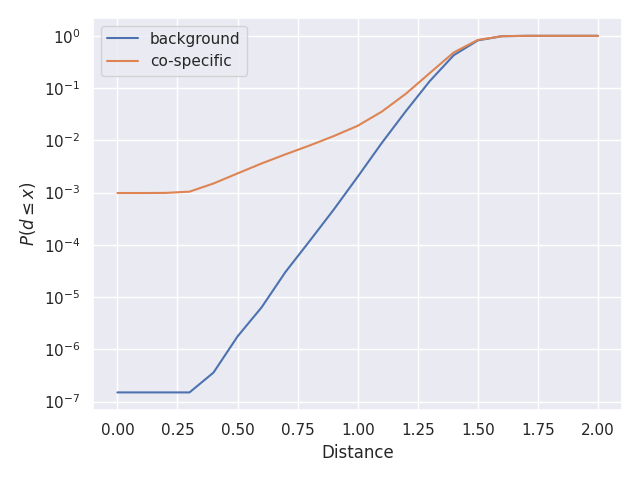 background
co-specific
10⁰
10⁻¹
10⁻²
10⁻³
10⁻⁴
10⁻⁵
10⁻⁶
10⁻⁷
P(d ≤ x)
0.00 0.25 0.50 0.75 1.00 1.25 1.50 1.75 2.00
Distance